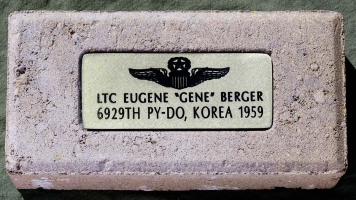 LTC EUGENE "GENE" BERGER
6929TH PY-DO, KOREA 1959